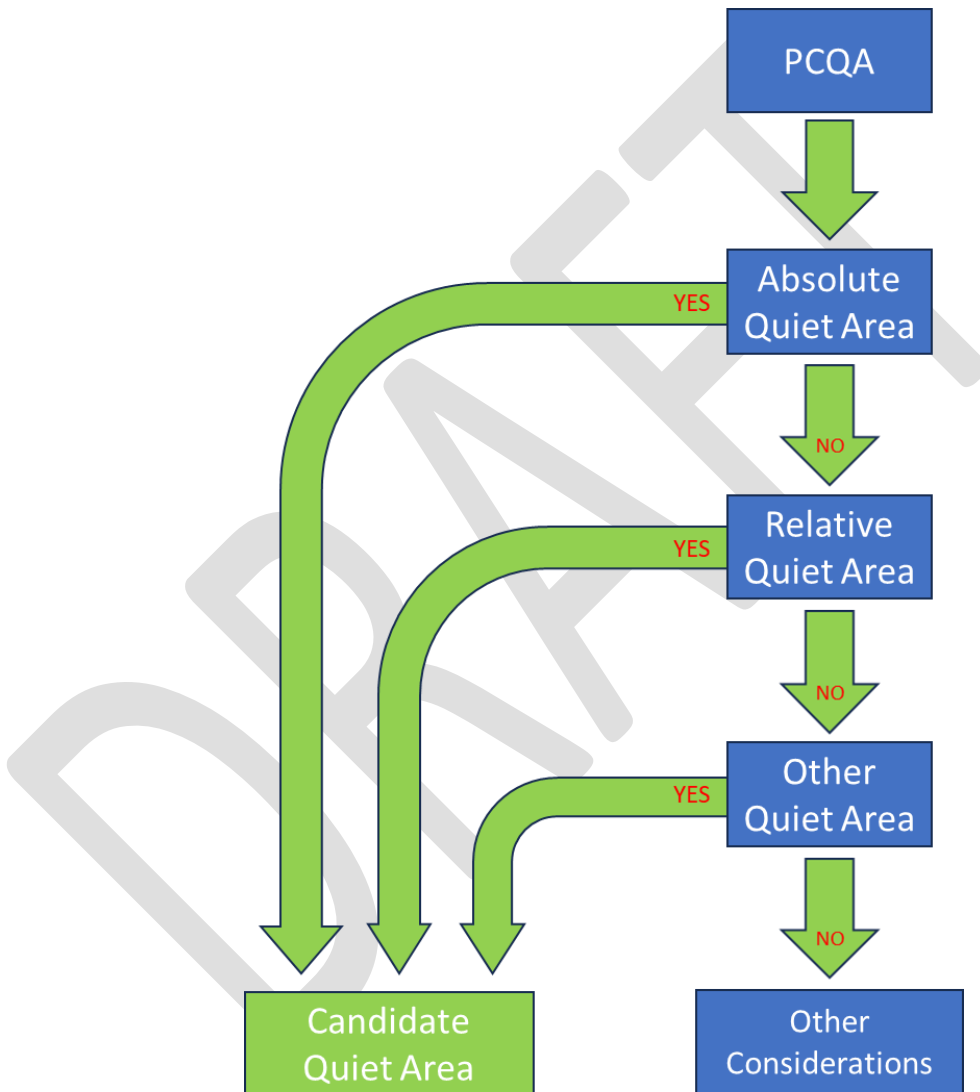 PCQA
Absolute
Quiet Area
YES
NO
Relative
Quiet Area
YES
NO
Other
Quiet Area
YES
NO
Candidate
Quiet Area
Other
Considerations
DRAFT